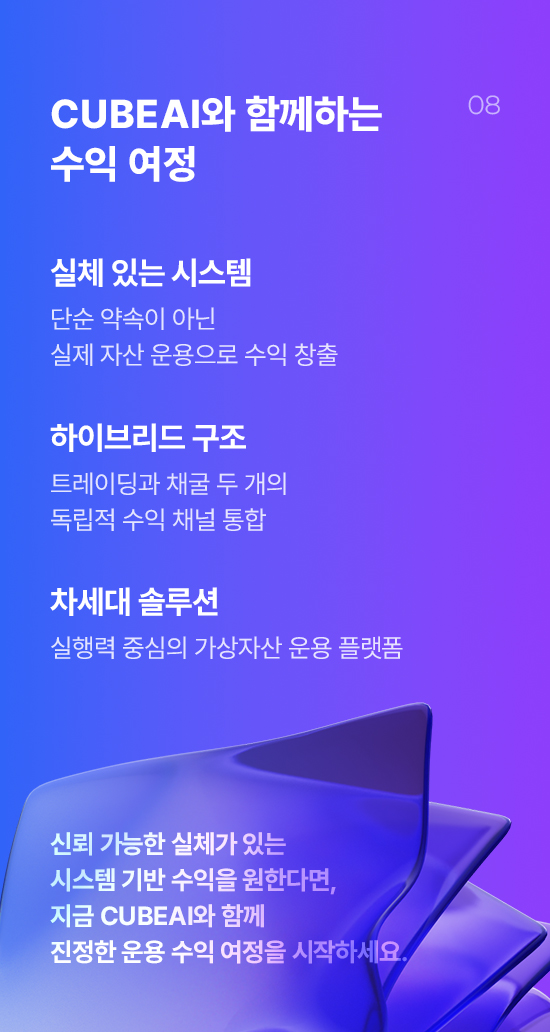 CUBEAI와 함께하는
08
수익 여정
실체 있는 시스템
단순 약속이 아닌
실제 자산 운용으로 수익 창출
하이브리드 구조
트레이딩과 채굴 두 개의
독립적 수익 채널 통합
차세대 솔루션
실행력 중심의 가상자산 운용 플랫폼
신뢰 가능한 실체가 있는
시스템 기반 수익을 원한다면,
지금 CUBEAI와 함께
진정한 운용 수익 여정을 시작하세요.